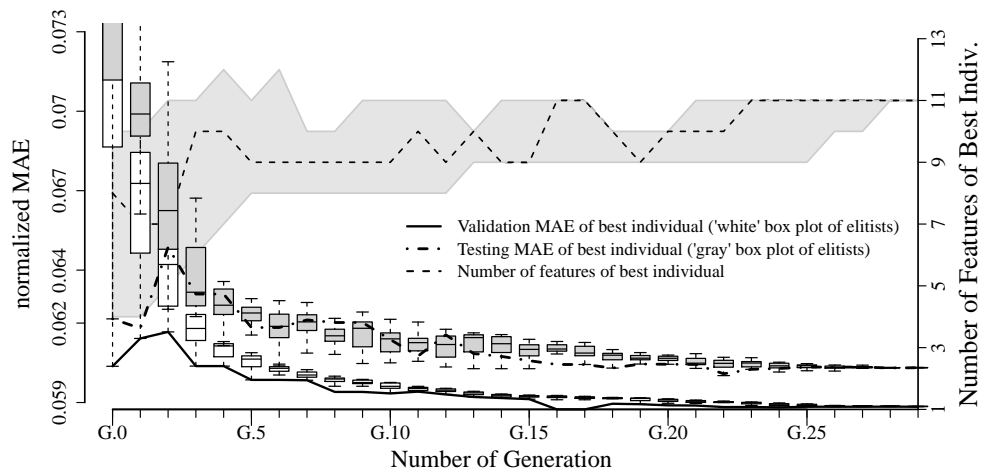 normalized MAE
0.073
0.07
0.067
0.064
0.062
0.059
Validation MAE of best individual ('white' box plot of elitists)
Testing MAE of best individual ('gray' box plot of elitists)
Number of features of best individual
13
11
9
7
5
3
1
Number of Features of Best Indiv.
G.0 G.5 G.10 G.15 G.20 G.25
Number of Generation